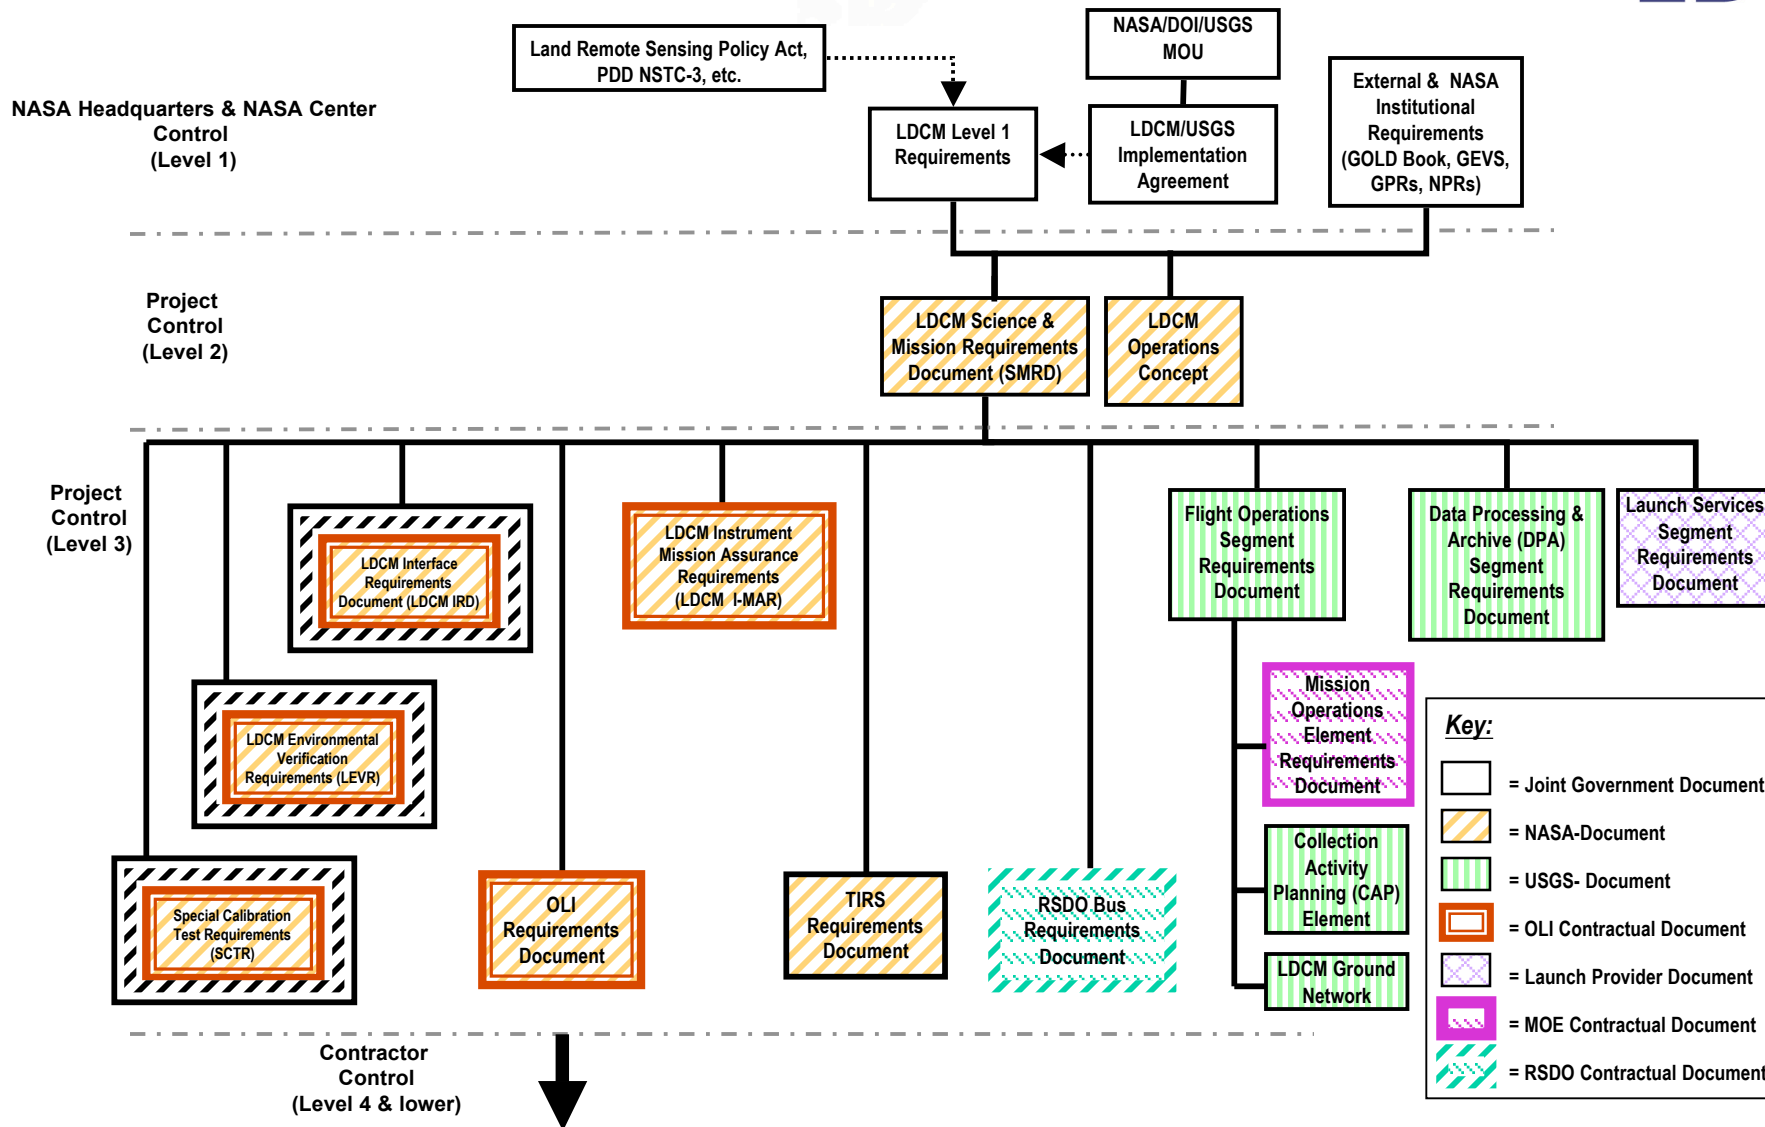 NASA/DOI/USGS
MOU
Land Remote Sensing Policy Act,
PDD NSTC-3, etc.
External & NASA
Institutional
Requirements
(GOLD Book, GEVS,
GPRs, NPRs)
NASA Headquarters & NASA Center
Control
(Level 1)
LDCM Level 1
Requirements
LDCM/USGS
Implementation
Agreement
Project
Control
(Level 2)
LDCM Science &
Mission Requirements
Document (SMRD)
LDCM
Operations
Concept
Project
Control
(Level 3)
LDCM Interface
Requirements
Document (LDCM IRD)
LDCM Instrument
Mission Assurance
Requirements
(LDCM I-MAR)
Flight Operations
Segment
Requirements
Document
Data Processing &
Archive (DPA)
Segment
Requirements
Document
Launch Services
Segment
Requirements
Document
LDCM Environmental
Verification
Requirements (LEVR)
Mission
Operations
Element
Requirements
Document
Special Calibration
Test Requirements
(SCTR)
OLI
Requirements
Document
TIRS
Requirements
Document
RSDO Bus
Requirements
Document
Collection
Activity
Planning (CAP)
Element
LDCM Ground
Network
Key:
= Joint Government Document
= NASA-Document
= USGS- Document
= OLI Contractual Document
= Launch Provider Document
= MOE Contractual Document
= RSDO Contractual Document
Contractor
Control
(Level 4 & lower)